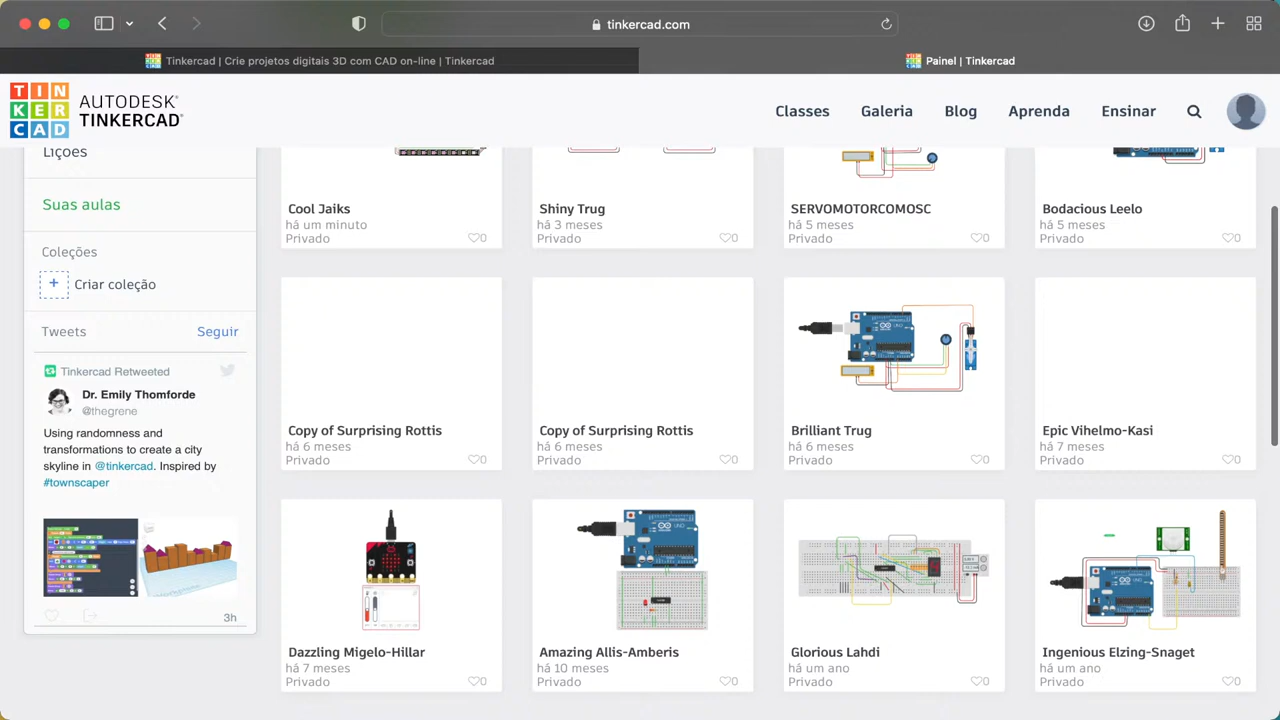 tinkercad.com
Tinkercad | Crie projetos digitais 3D com CAD on-line | Tinkercad
Painel | Tinkercad
TIN
KER
CAD
AUTODESK®
TINKERCAD®
Classes
Galeria
Blog
Aprenda
Ensinar
Lições
Suas aulas
Coleções
+ Criar coleção
Tweets
Seguir
Tinkercad Retweeted
Dr. Emily Thomforde
@thegrene
Using randomness and
transformations to create a city
skyline in @tinkercad. Inspired by
#townscaper
3h
Cool Jaiks
há um minuto
Privado
0
Shiny Trug
há 3 meses
Privado
0
SERVOMOTORCOMOSC
há 5 meses
Privado
0
Bodacious Leelo
há 5 meses
Privado
0
Copy of Surprising Rottis
há 6 meses
Privado
0
Copy of Surprising Rottis
há 6 meses
Privado
0
Brilliant Trug
há 6 meses
Privado
0
Epic Vihelmo-Kasi
há 7 meses
Privado
0
Dazzling Migelo-Hillar
há 7 meses
Privado
0
Amazing Allis-Amberis
há 10 meses
Privado
0
Glorious Lahdi
há um ano
Privado
0
Ingenious Elzing-Snaget
há um ano
Privado
0